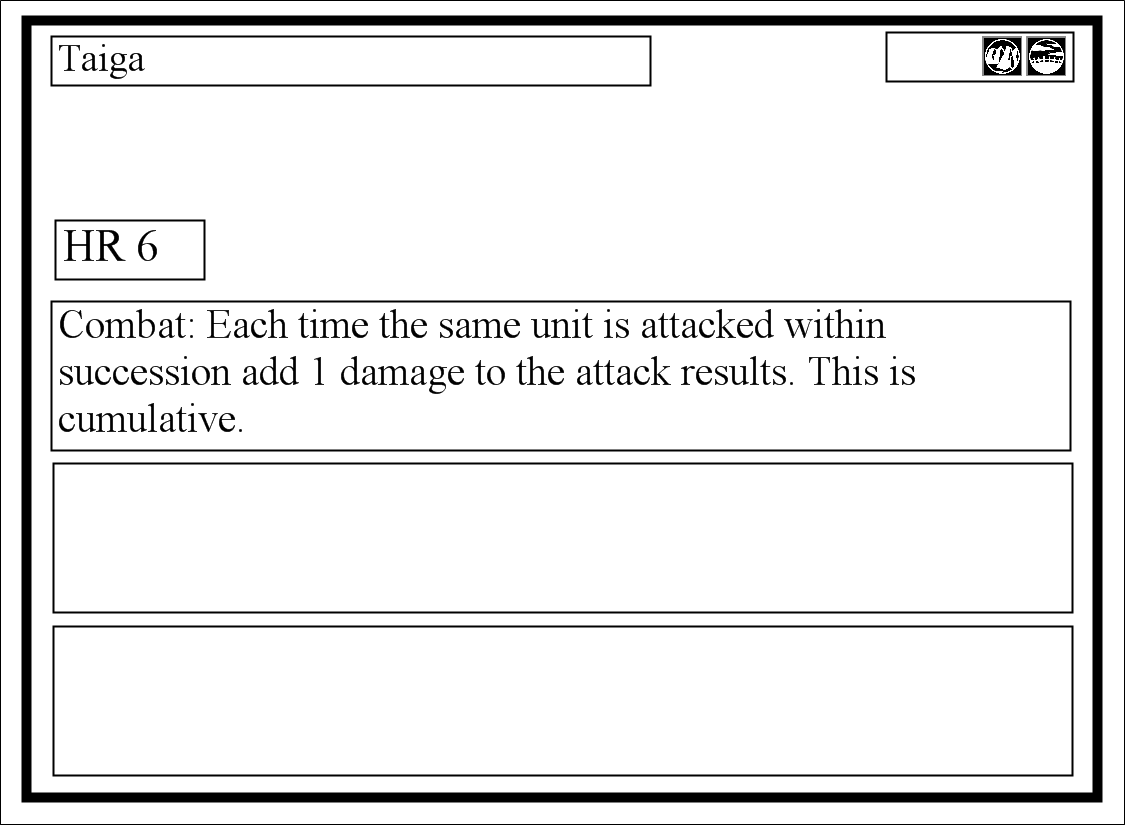 Taiga
HR 6
Combat: Each time the same unit is attacked within
succession add 1 damage to the attack results. This is
cumulative.